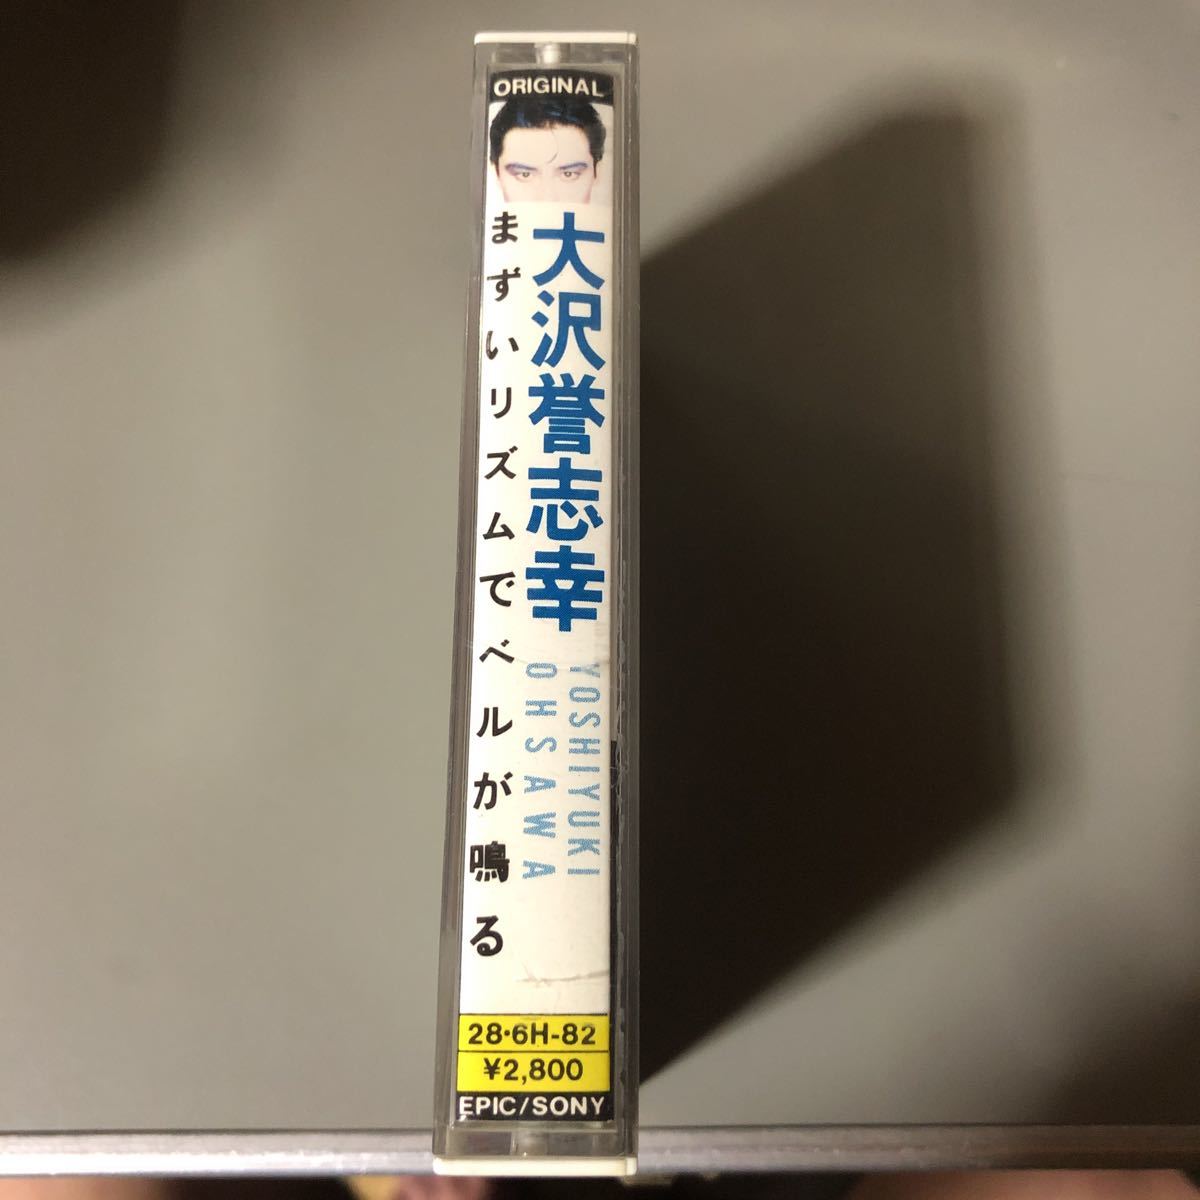 ORIGINAL
大沢誉志幸
YOSHIYUKI
OHSAWA
まずいリズムでベルが鳴る
28・6H-82
¥2,800
EPIC/SONY